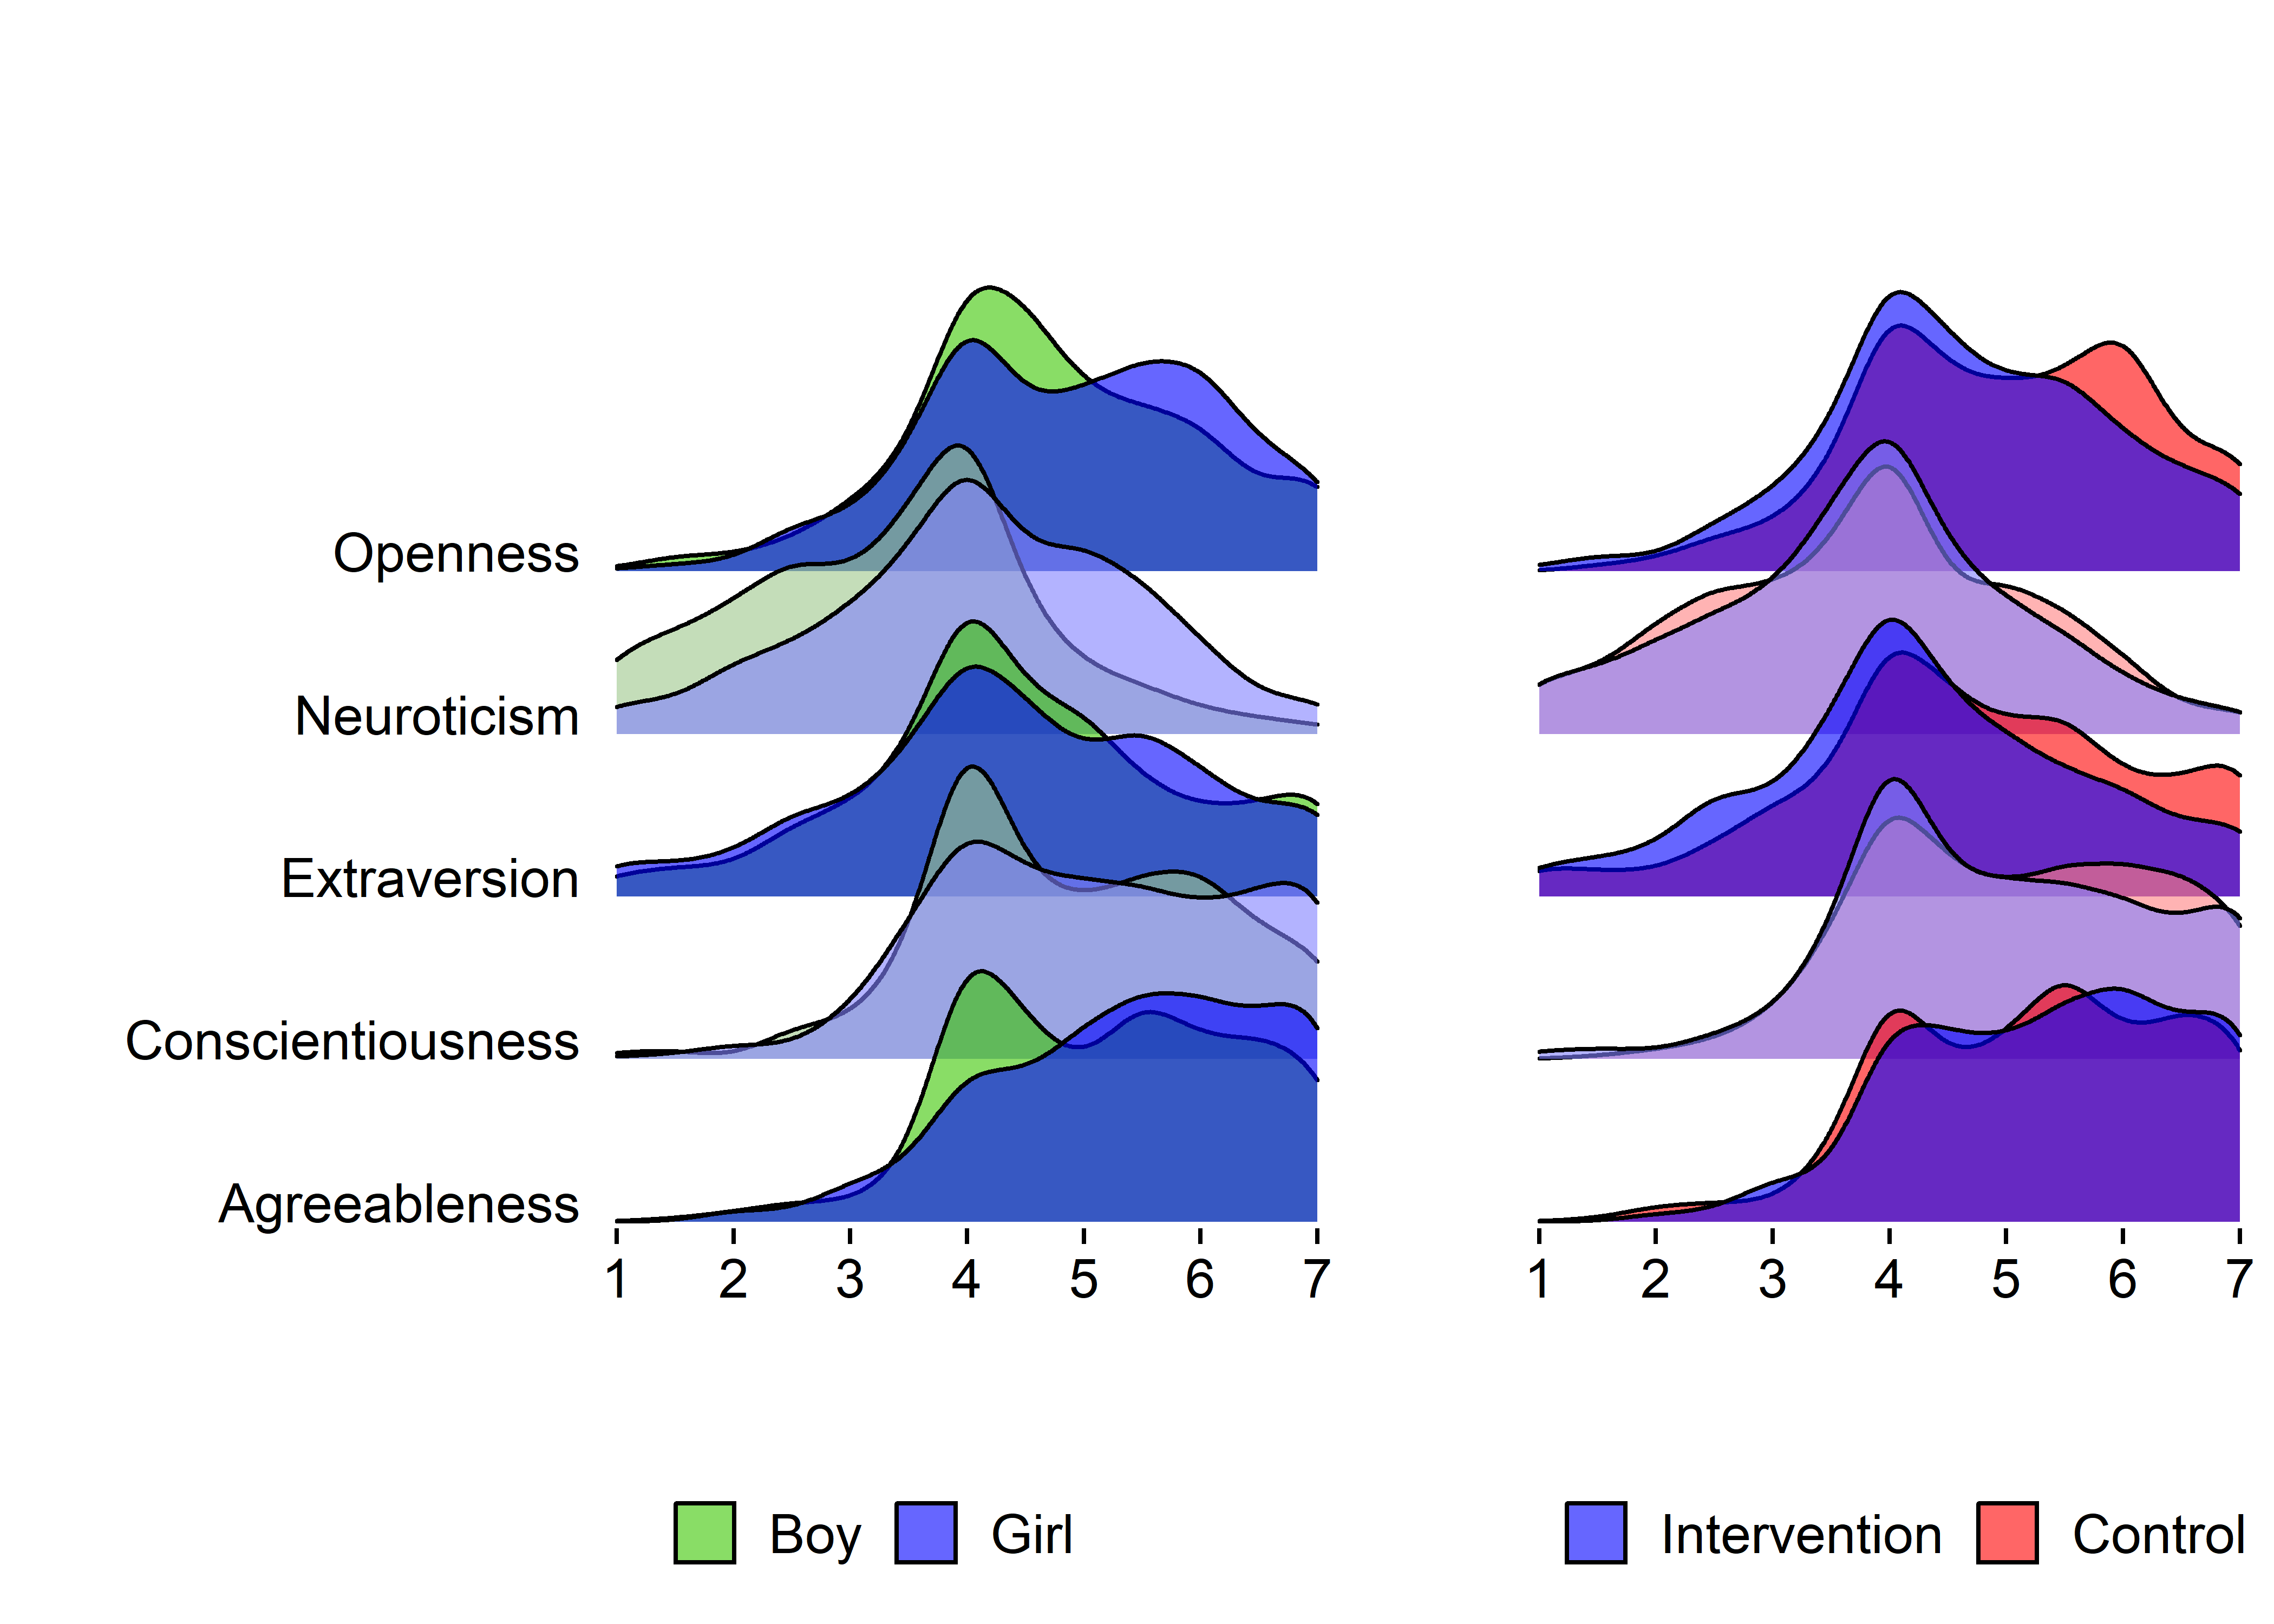 Openness
Neuroticism
Extraversion
Conscientiousness
Agreeableness
1 2 3 4 5 6 7
1 2 3 4 5 6 7
Boy Girl
Intervention Control